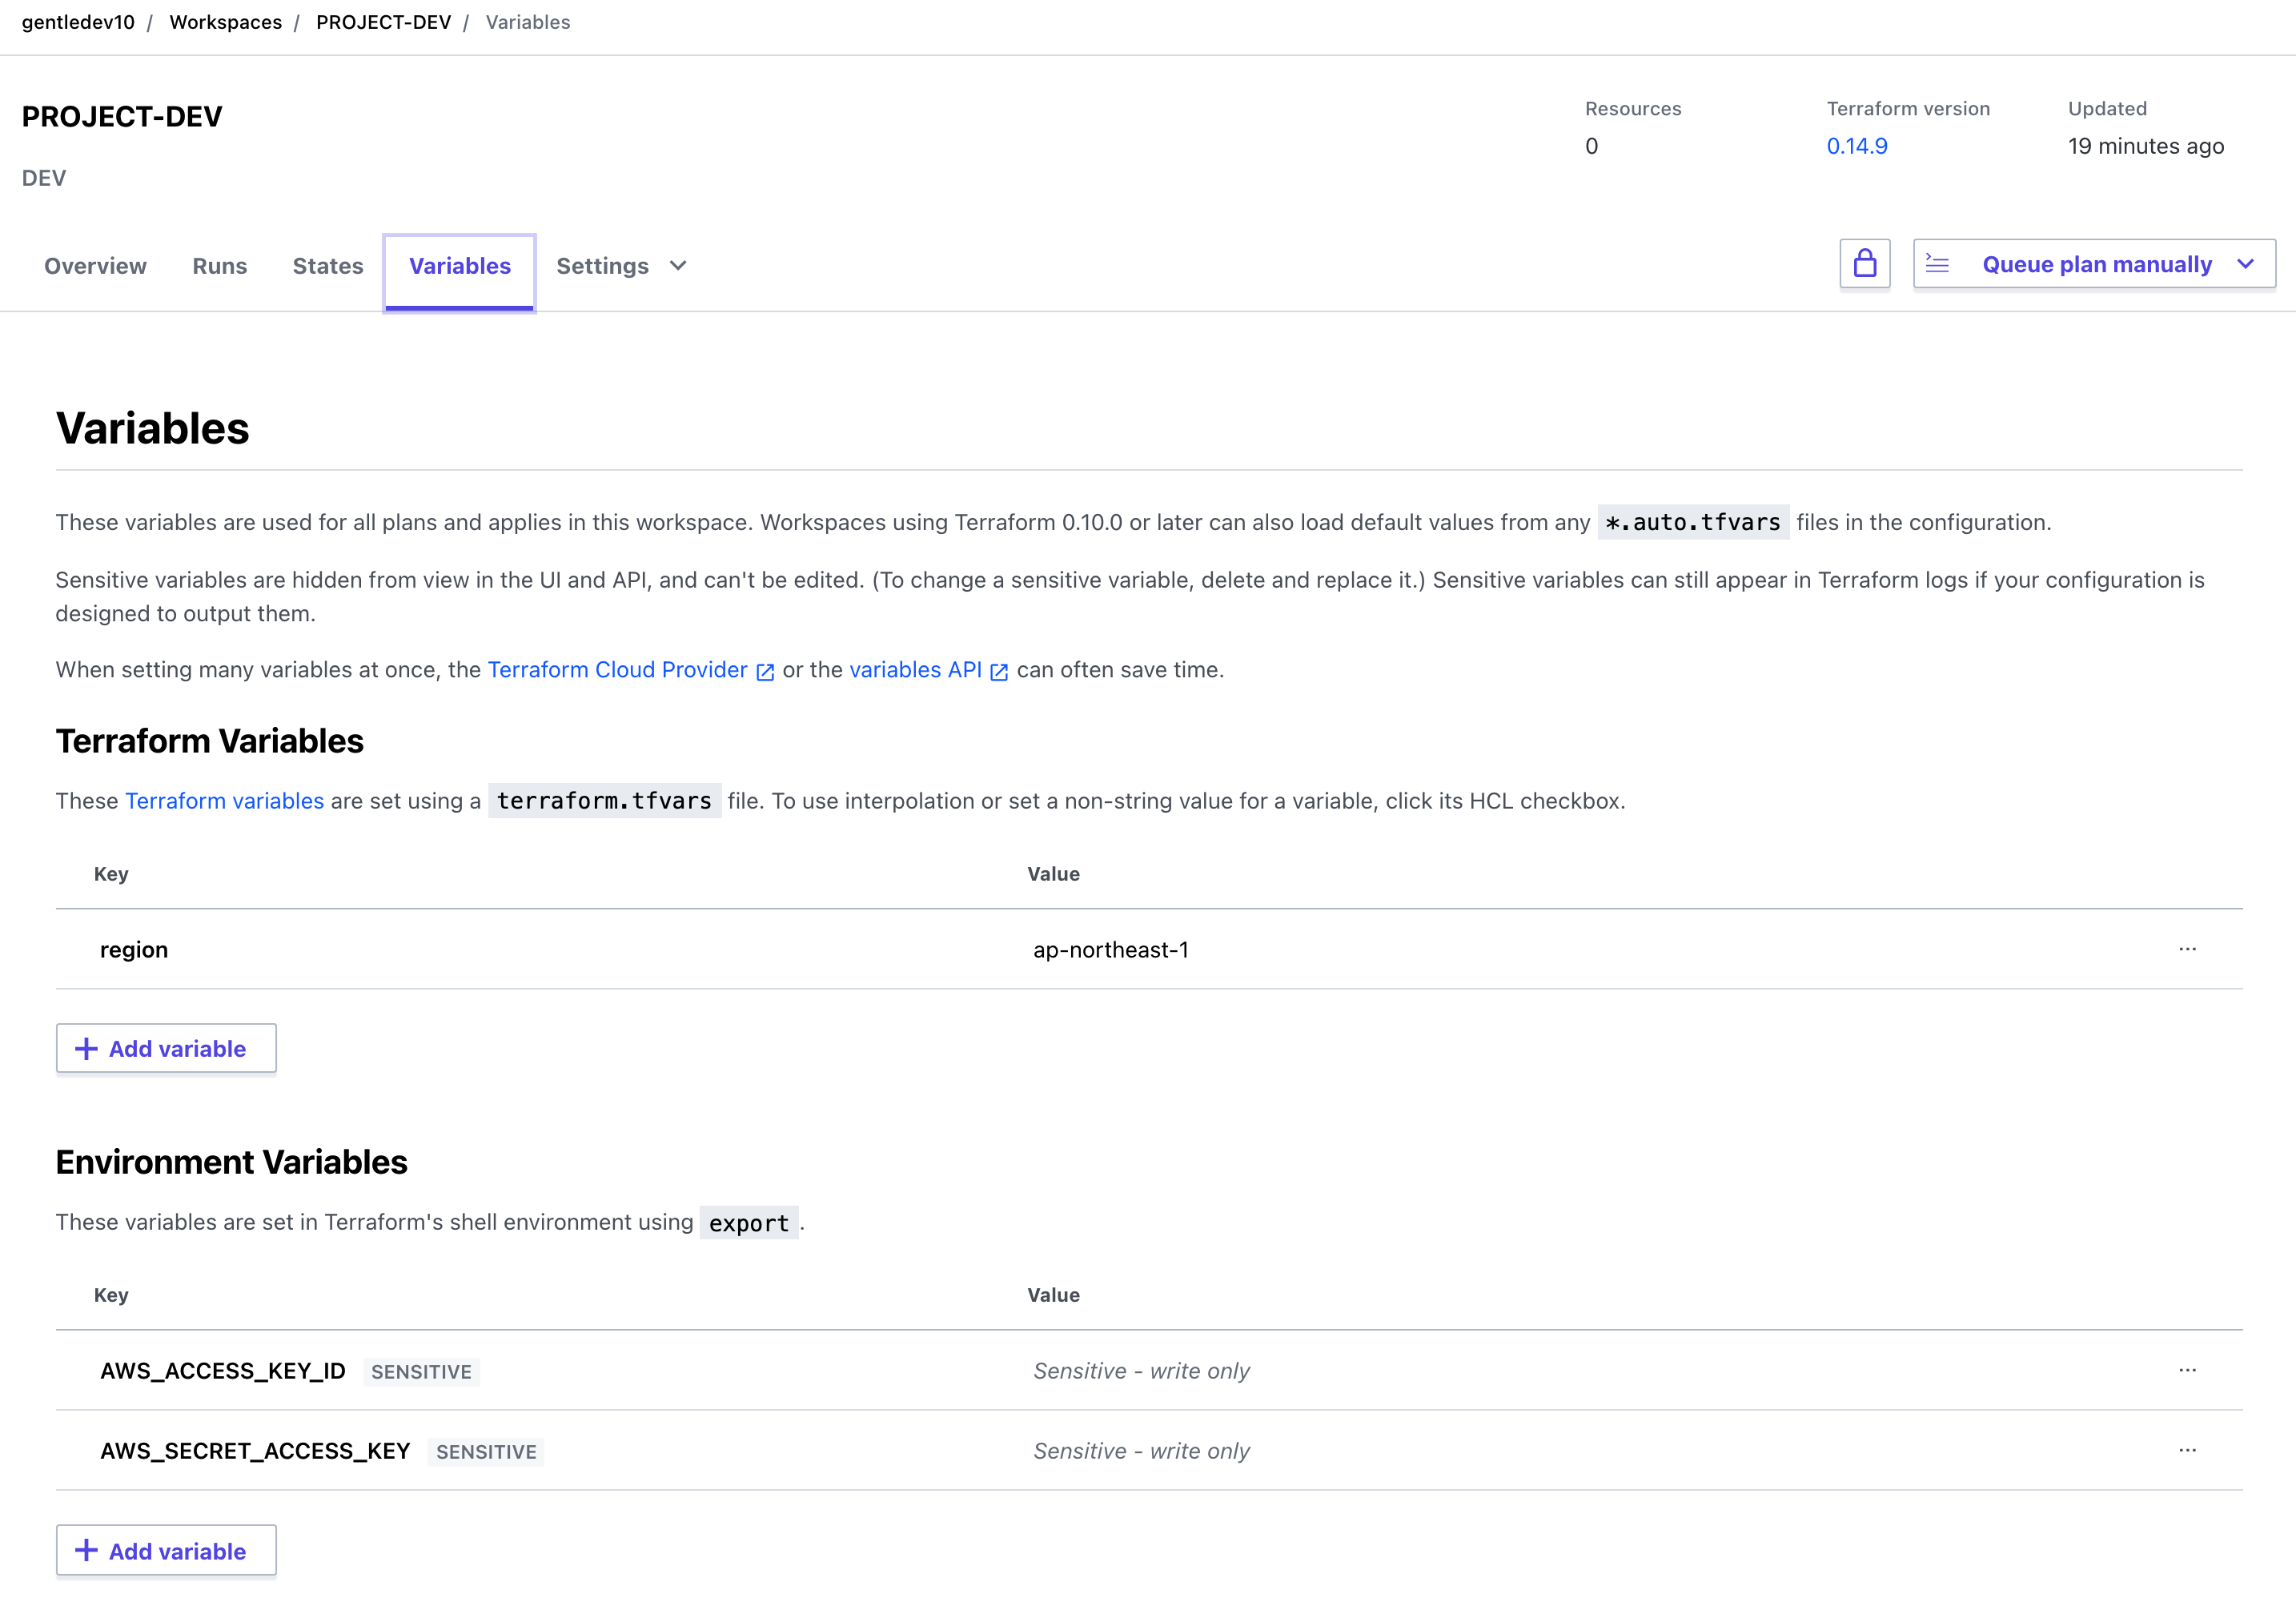 gentledev10 / Workspaces / PROJECT-DEV / Variables
PROJECT-DEV
DEV
Resources
0
Terraform version
0.14.9
Updated
19 minutes ago
Overview
Runs
States
Variables
Settings
Queue plan manually
Variables
These variables are used for all plans and applies in this workspace. Workspaces using Terraform 0.10.0 or later can also load default values from any *.auto.tfvars files in the configuration.
Sensitive variables are hidden from view in the UI and API, and can't be edited. (To change a sensitive variable, delete and replace it.) Sensitive variables can still appear in Terraform logs if your configuration is
designed to output them.
When setting many variables at once, the Terraform Cloud Provider or the variables API can often save time.
Terraform Variables
These Terraform variables are set using a terraform.tfvars file. To use interpolation or set a non-string value for a variable, click its HCL checkbox.
Key Value
region ap-northeast-1 ...
+ Add variable
Environment Variables
These variables are set in Terraform's shell environment using export .
Key Value
AWS_ACCESS_KEY_ID SENSITIVE Sensitive - write only ...
AWS_SECRET_ACCESS_KEY SENSITIVE Sensitive - write only ...
+ Add variable